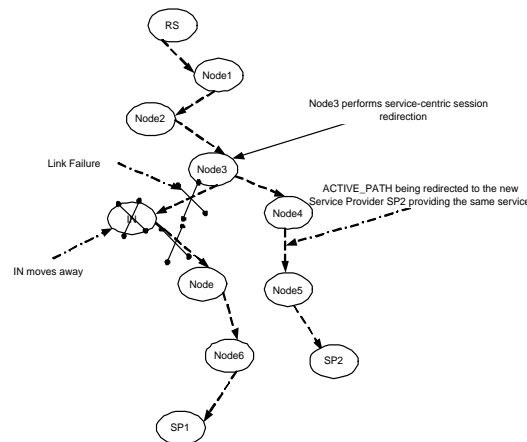 RS
Node1
Node2
Node3 performs service-centric session
redirection
Link Failure
Node3
ACTIVE_PATH being redirected to the new
Service Provider SP2 providing the same service
Node4
IN
IN moves away
Node
Node5
Node6
SP2
SP1